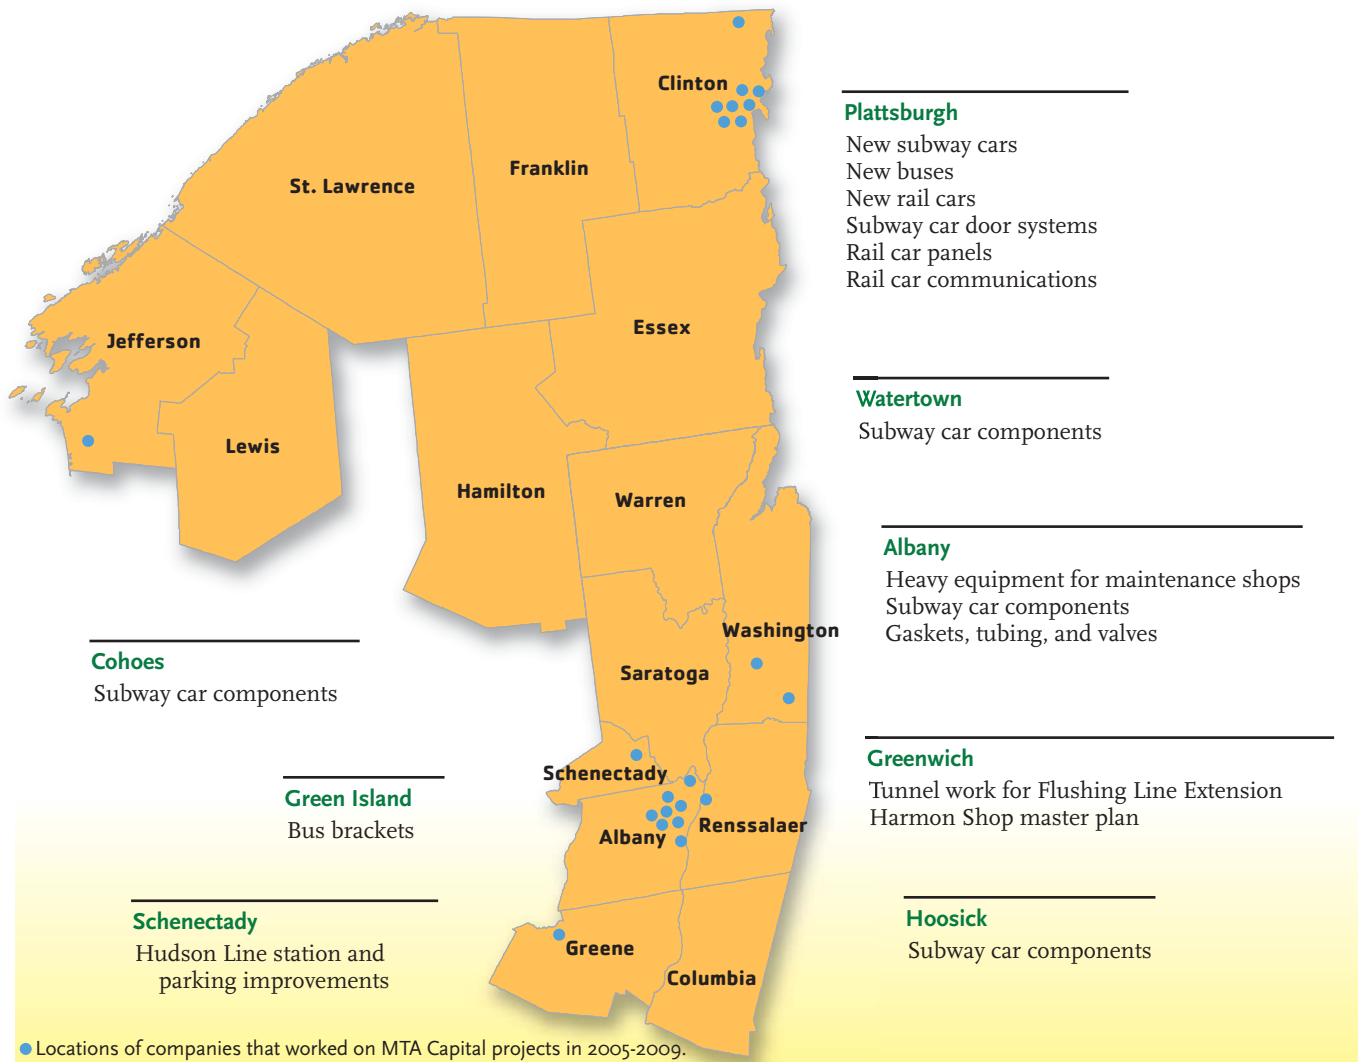 Clinton
Franklin
St. Lawrence
Essex
Jefferson
Lewis
Hamilton
Warren
Washington
Saratoga
Schenectady
Renssalaer
Albany
Greene
Columbia
Plattsburgh
New subway cars
New buses
New rail cars
Subway car door systems
Rail car panels
Rail car communications
Watertown
Subway car components
Albany
Heavy equipment for maintenance shops
Subway car components
Gaskets, tubing, and valves
Greenwich
Tunnel work for Flushing Line Extension
Harmon Shop master plan
Hoosick
Subway car components
Cohoes
Subway car components
Green Island
Bus brackets
Schenectady
Hudson Line station and
parking improvements
Locations of companies that worked on MTA Capital projects in 2005-2009.